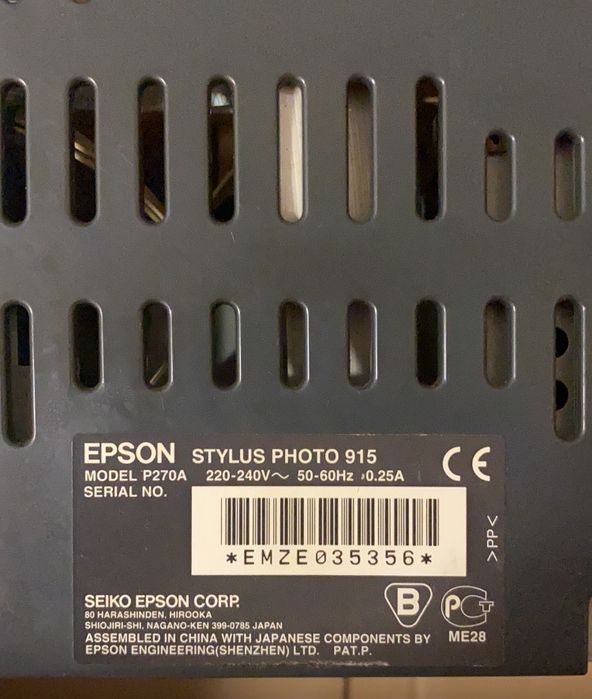 EPSON STYLUS PHOTO 915
MODEL P270A 220-240V~ 50-60Hz 0.25A
SERIAL NO.
*EMZE035356*
>PP<
SEIKO EPSON CORP.
80 HARASHINDEN, HIROOKA
SHIOJIRI-SHI, NAGANO-KEN 399-0785 JAPAN
ASSEMBLED IN CHINA WITH JAPANESE COMPONENTS BY
EPSON ENGINEERING(SHENZHEN) LTD. PAT.P.
CE
B
PCT
ME28